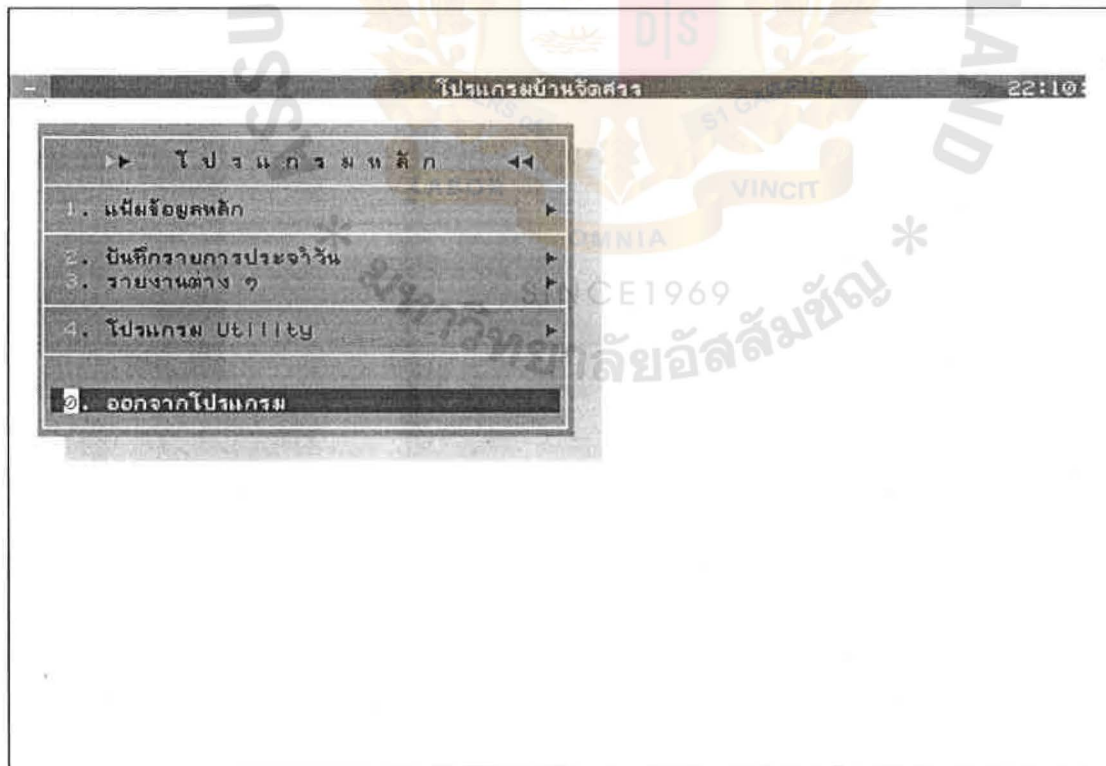 โปรแกรมบ้านจัดสรร 22:10:
โ ป ร แ ก ร ม ห ลั ก
1. แฟ้มข้อมูลหลัก
2. บันทึกรายการประจำวัน
3. รายงานต่าง ๆ
4. โปรแกรม Utility
0. ออกจากโปรแกรม
D S
LABOR
VINCIT
OMNIA
SINCE1969
มหาวิทยาลัยอัสสัมชัญ